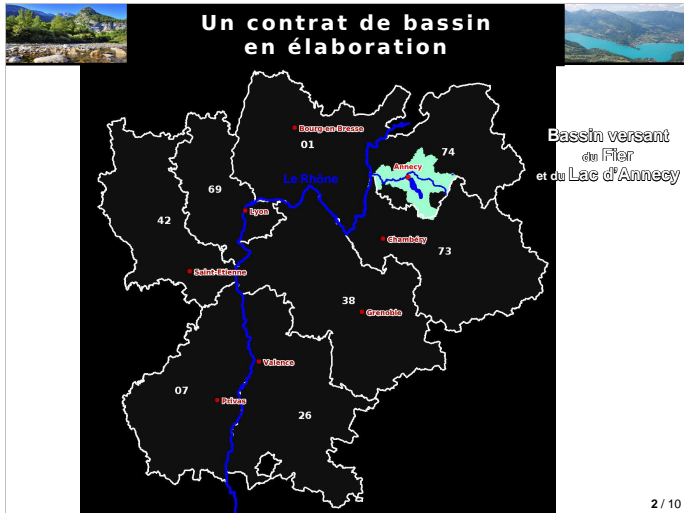 Un contrat de bassin
en élaboration
Bourg-en-Bresse
01
74
Bassin versant
du Fier
et du Lac d'Annecy
Annecy
Le Rhône
69
42
Lyon
Chambéry
73
Saint-Etienne
38
Grenoble
Valence
07
Privas
26
2 / 10